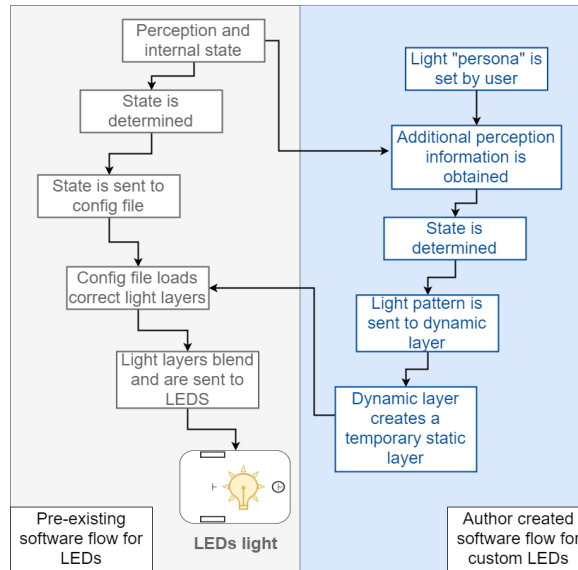 Perception and
internal state
State is
determined
State is sent to
config file
Config file loads
correct light layers
Light layers blend
and are sent to
LEDS
LEDs light
Pre-existing
software flow for
LEDs
Light "persona" is
set by user
Additional perception
information is
obtained
State is
determined
Light pattern is
sent to dynamic
layer
Dynamic layer
creates a
temporary static
layer
Author created
software flow for
custom LEDs